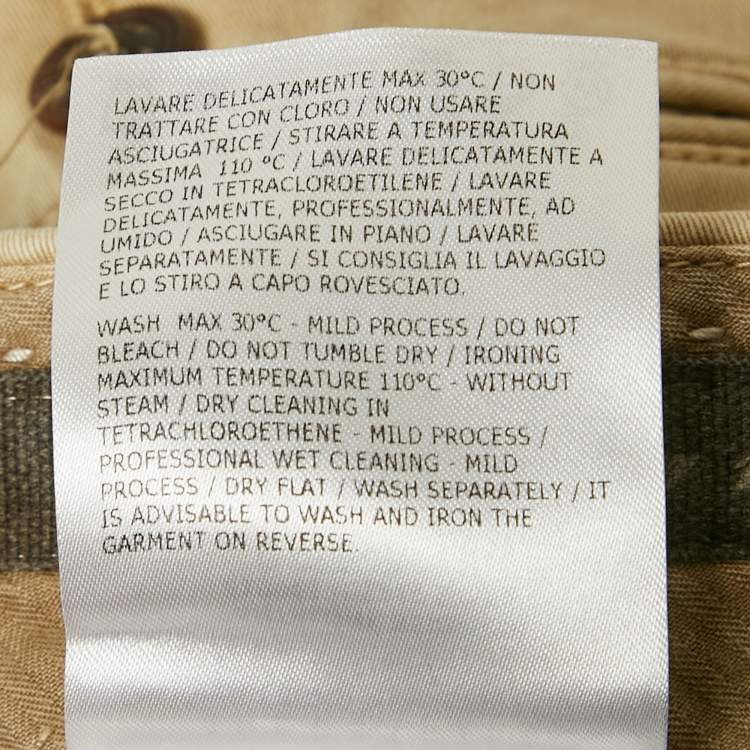 LAVARE DELICATAMENTE MAX 30°C / NON
TRATTARE CON CLORO / NON USARE
ASCIUGATRICE / STIRARE A TEMPERATURA
MASSIMA 110 °C / LAVARE DELICATAMENTE A
SECCO IN TETRACLOROETILENE / LAVARE
DELICATAMENTE, PROFESSIONALMENTE, AD
UMIDO / ASCIUGARE IN PIANO / LAVARE
SEPARATAMENTE / SI CONSIGLIA IL LAVAGGIO
E LO STIRO A CAPO ROVESCIATO.
WASH MAX 30°C - MILD PROCESS / DO NOT
BLEACH / DO NOT TUMBLE DRY / IRONING
MAXIMUM TEMPERATURE 110°C - WITHOUT
STEAM / DRY CLEANING IN
TETRACHLOROETHENE - MILD PROCESS /
PROFESSIONAL WET CLEANING - MILD
PROCESS / DRY FLAT / WASH SEPARATELY / IT
IS ADVISABLE TO WASH AND IRON THE
GARMENT ON REVERSE.